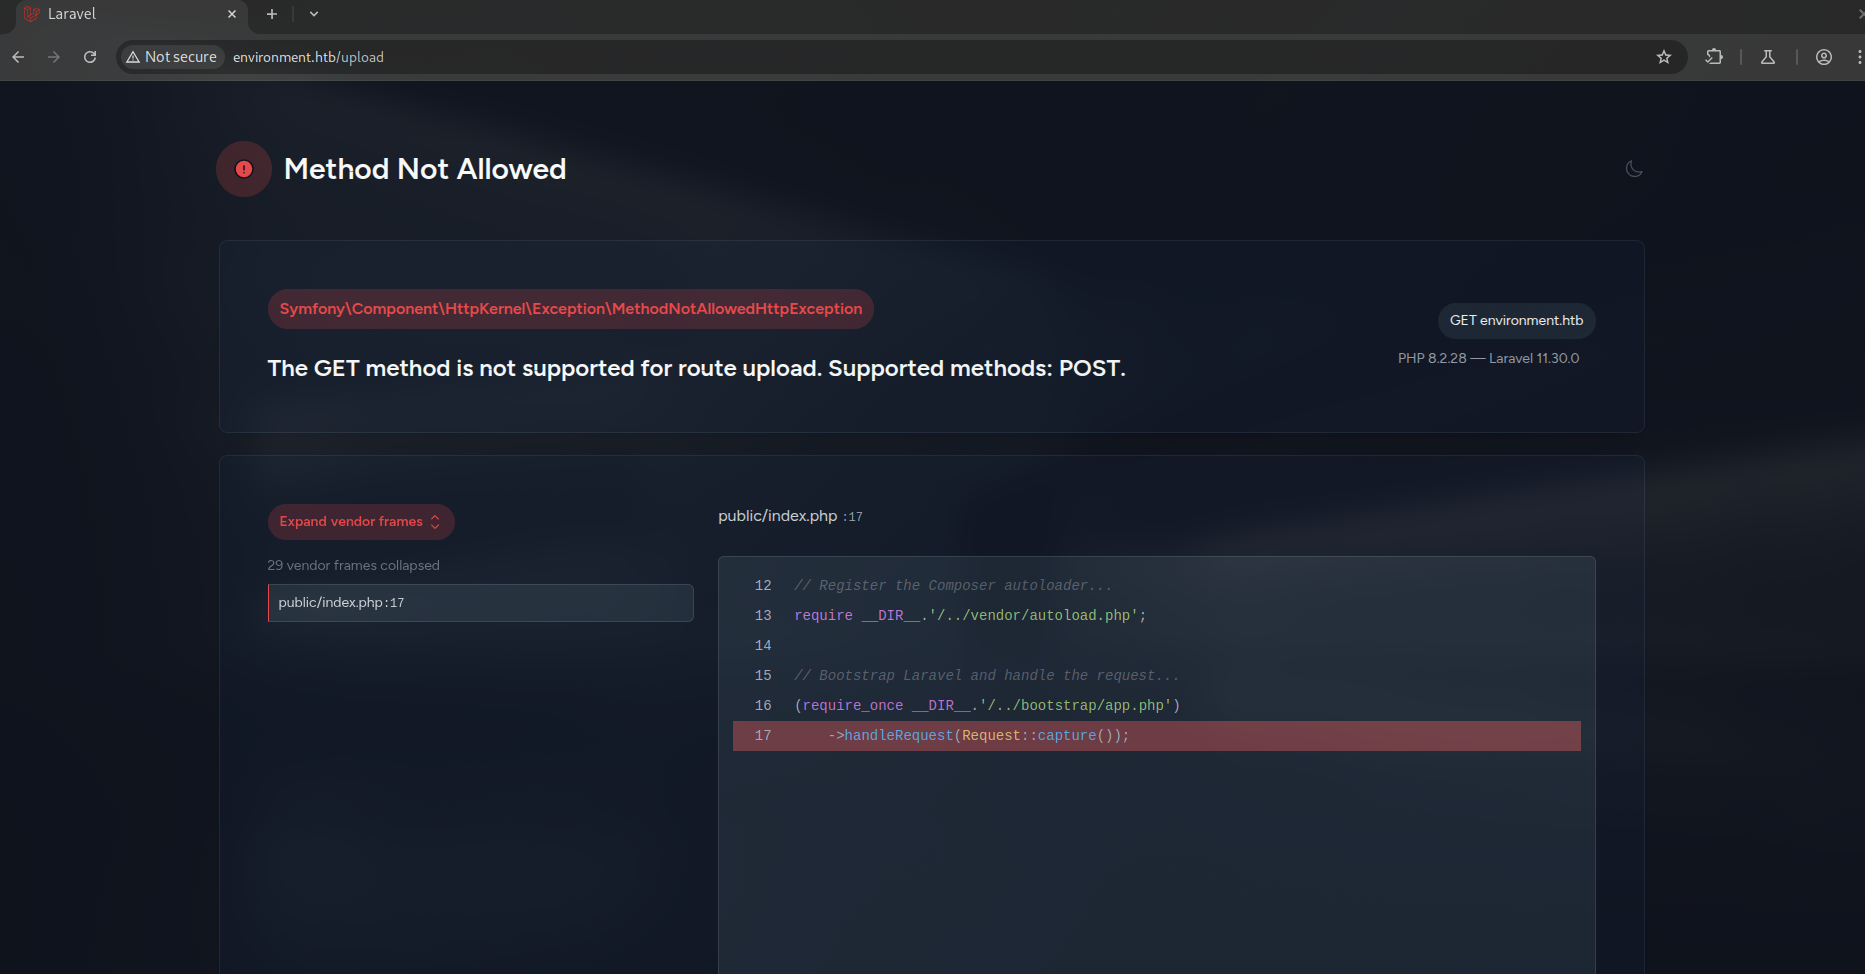 Laravel
Not secure environment.htb/upload
Method Not Allowed
Symfony\Component\HttpKernel\Exception\MethodNotAllowedHttpException
GET environment.htb
The GET method is not supported for route upload. Supported methods: POST.
PHP 8.2.28 — Laravel 11.30.0
Expand vendor frames
29 vendor frames collapsed
public/index.php:17
public/index.php :17
12 // Register the Composer autoloader...
13 require __DIR__.'/../vendor/autoload.php';
14
15 // Bootstrap Laravel and handle the request...
16 (require_once __DIR__.'/../bootstrap/app.php')
17 ->handleRequest(Request::capture());